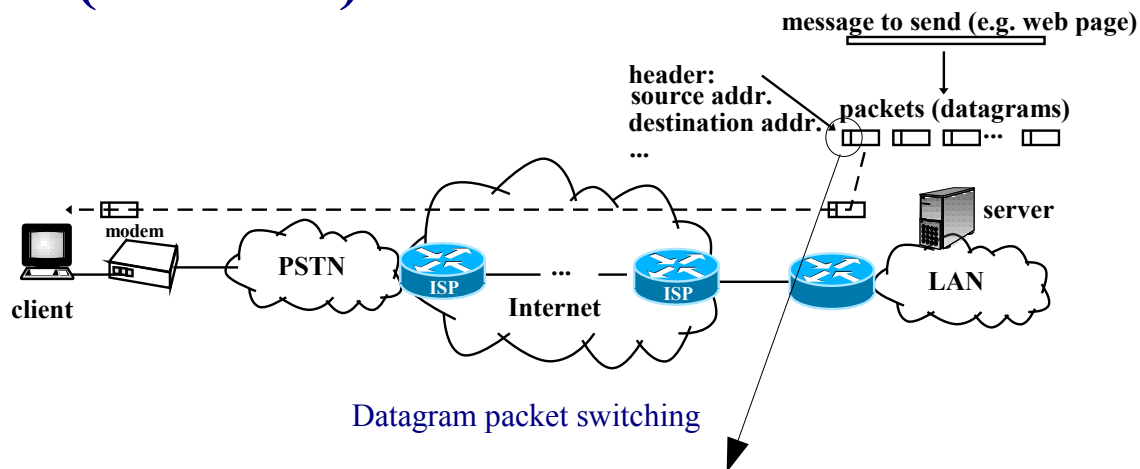 message to send (e.g. web page)
header:
source addr.
destination addr.
...
packets (datagrams)
...
server
modem
client
PSTN
ISP
...
Internet
ISP
LAN
Datagram packet switching